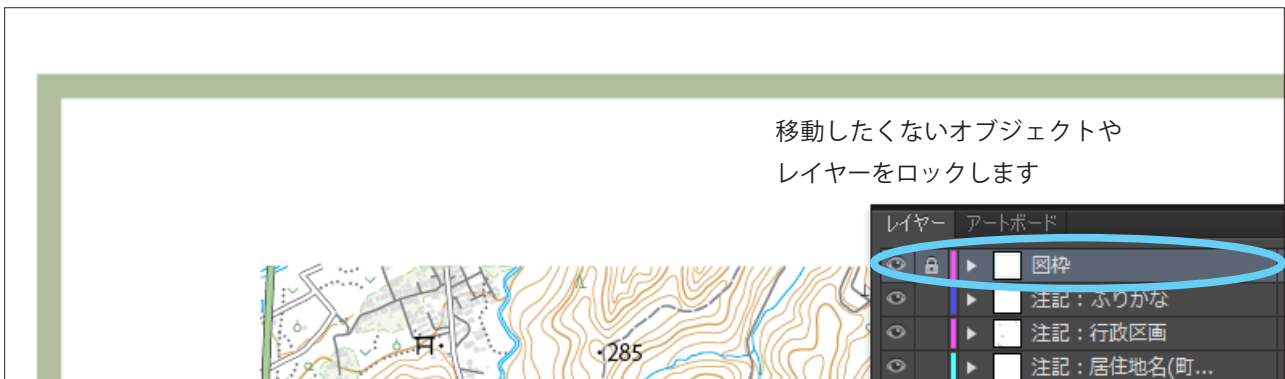 移動したくないオブジェクトや
レイヤーをロックします
レイヤー アートボード
図枠
注記：ふりがな
注記：行政区画
注記：居住地名(町...
285